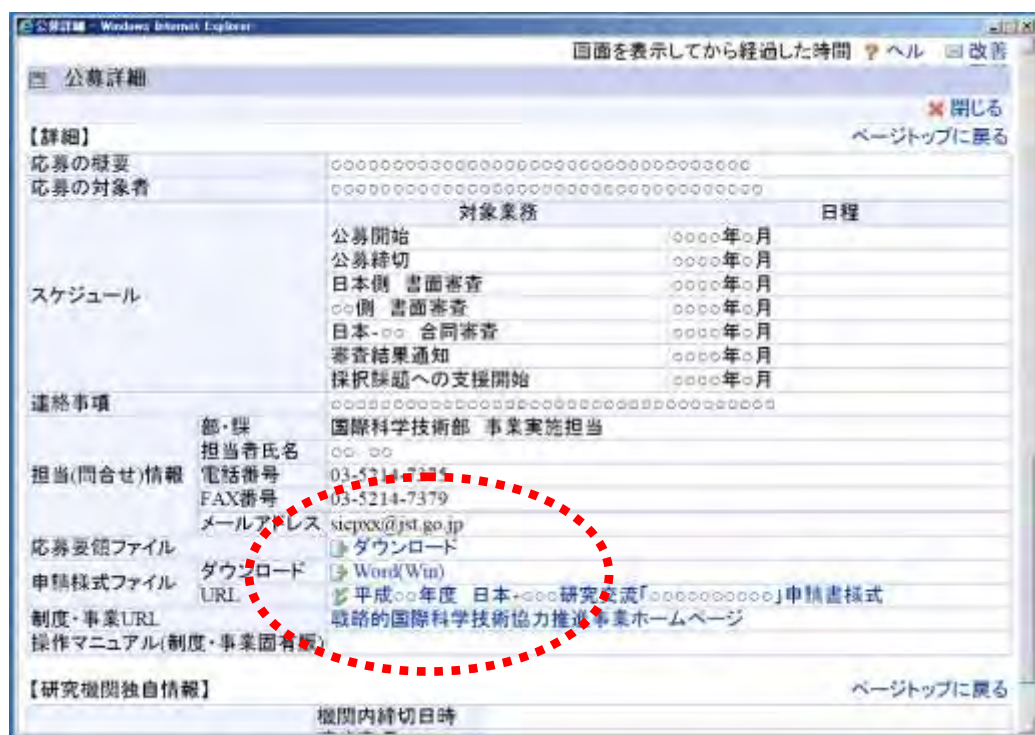 公募詳細 - Windows Internet Explorer
画面を表示してから経過した時間 ? ヘル 改善
公募詳細
閉じる
【詳細】 ページトップに戻る
応募の概要 ○○○○○○○○○○○○○○○○○○○○○○○○○○○○○○○○○○○○○○○○
応募の対象者 ○○○○○○○○○○○○○○○○○○○○○○○○○○○○○○○○○○○○○○○○○
対象業務 日程
公募開始 ○○○○年○月
公募締切 ○○○○年○月
日本側 書面審査 ○○○○年○月
スケジュール
○○側 書面審査 ○○○○年○月
日本-○○ 合同審査 ○○○○年○月
審査結果通知 ○○○○年○月
採択課題への支援開始 ○○○○年○月
連絡事項 ○○○○○○○○○○○○○○○○○○○○○○○○○○○○○○○○○○○○○○○○○○
部・課 国際科学技術部 事業実施担当
担当者氏名 ○○ ○○
担当(問合せ)情報 電話番号 03-5214-7375
FAX番号 03-5214-7379
メールアドレス sicpxx@jst.go.jp
応募要領ファイル ダウンロード
申請様式ファイル ダウンロード Word(Win)
URL 平成○○年度 日本-○○○研究交流「○○○○○○○○○○」申請書様式
制度・事業URL 戦略的国際科学技術協力推進事業ホームページ
操作マニュアル(制度・事業固有版)
【研究機関独自情報】 ページトップに戻る
機関内締切日時